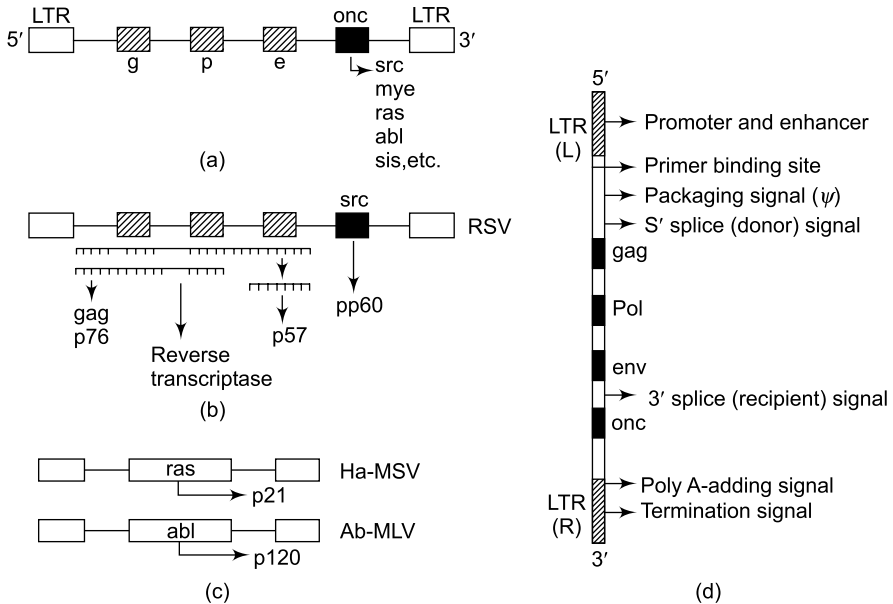 LTR
onc
LTR
5′
3′
g
p
e
src
mye
ras
abl
sis,etc.
(a)
src
RSV
gag
p76
Reverse
transcriptase
p57
pp60
(b)
ras
Ha-MSV
p21
abl
Ab-MLV
p120
(c)
5′
LTR
(L)
Promoter and enhancer
Primer binding site
Packaging signal (ψ)
S′ splice (donor) signal
gag
Pol
env
3′ splice (recipient) signal
onc
LTR
(R)
Poly A-adding signal
Termination signal
3′
(d)